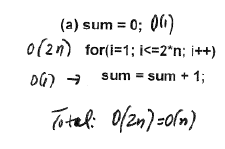 (a) sum = 0; O(1)
O(2n) for(i=1; i<=2*n; i++)
O(1) → sum = sum + 1;
Total: O(2n)=O(n)